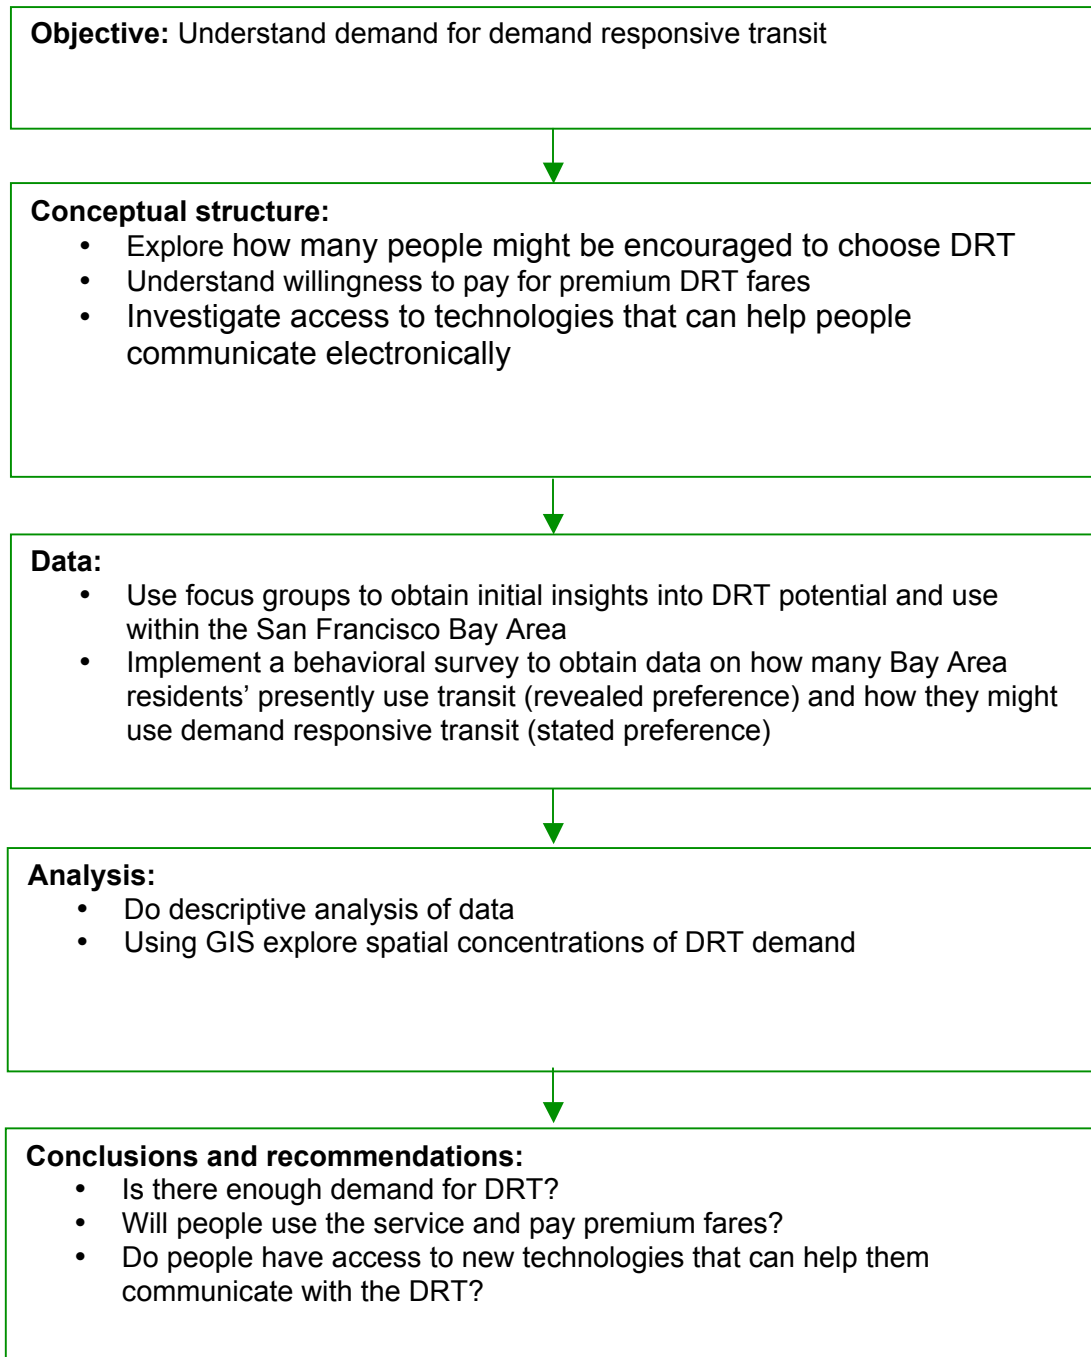 Objective: Understand demand for demand responsive transit
Conceptual structure:
• Explore how many people might be encouraged to choose DRT
• Understand willingness to pay for premium DRT fares
• Investigate access to technologies that can help people
communicate electronically
Data:
• Use focus groups to obtain initial insights into DRT potential and use
within the San Francisco Bay Area
• Implement a behavioral survey to obtain data on how many Bay Area
residents’ presently use transit (revealed preference) and how they might
use demand responsive transit (stated preference)
Analysis:
• Do descriptive analysis of data
• Using GIS explore spatial concentrations of DRT demand
Conclusions and recommendations:
• Is there enough demand for DRT?
• Will people use the service and pay premium fares?
• Do people have access to new technologies that can help them
communicate with the DRT?